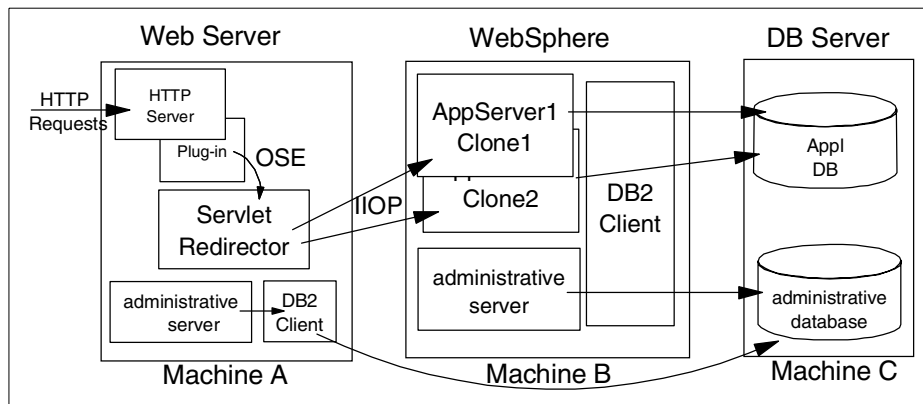 Web Server
WebSphere
DB Server
HTTP
Requests
HTTP
Server
Plug-in
OSE
Servlet
Redirector
IIOP
administrative
server
DB2
Client
Machine A
AppServer1
Clone1
Clone2
DB2
Client
administrative
server
Machine B
Appl
DB
administrative
database
Machine C